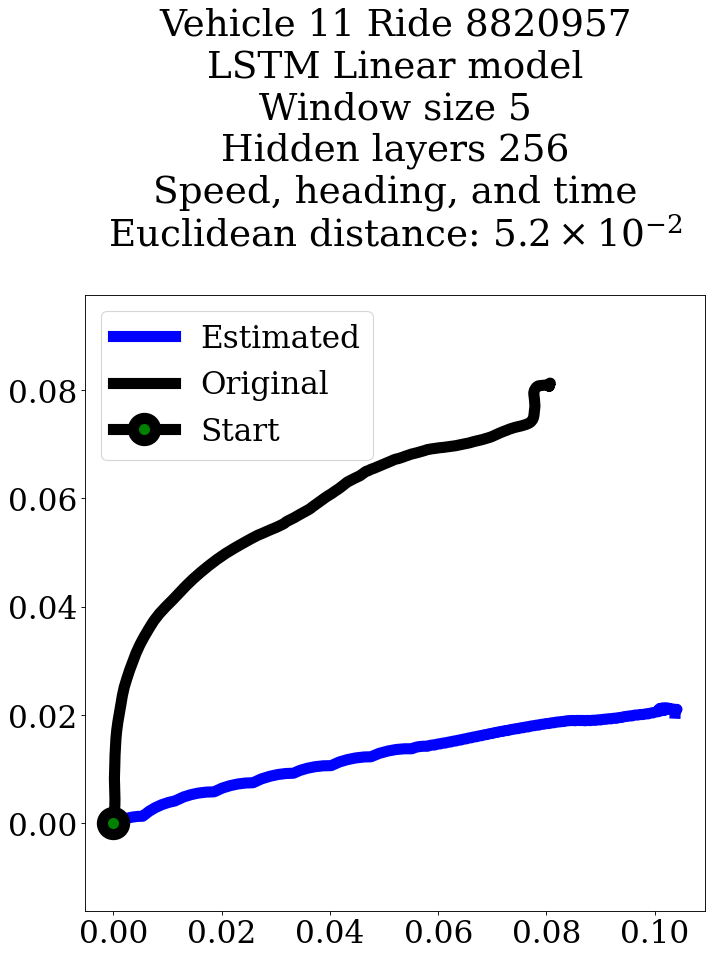 Vehicle 11 Ride 8820957
LSTM Linear model
Window size 5
Hidden layers 256
Speed, heading, and time
Euclidean distance: 5.2 × 10⁻²
Estimated
Original
Start
0.08
0.06
0.04
0.02
0.00
0.00 0.02 0.04 0.06 0.08 0.10